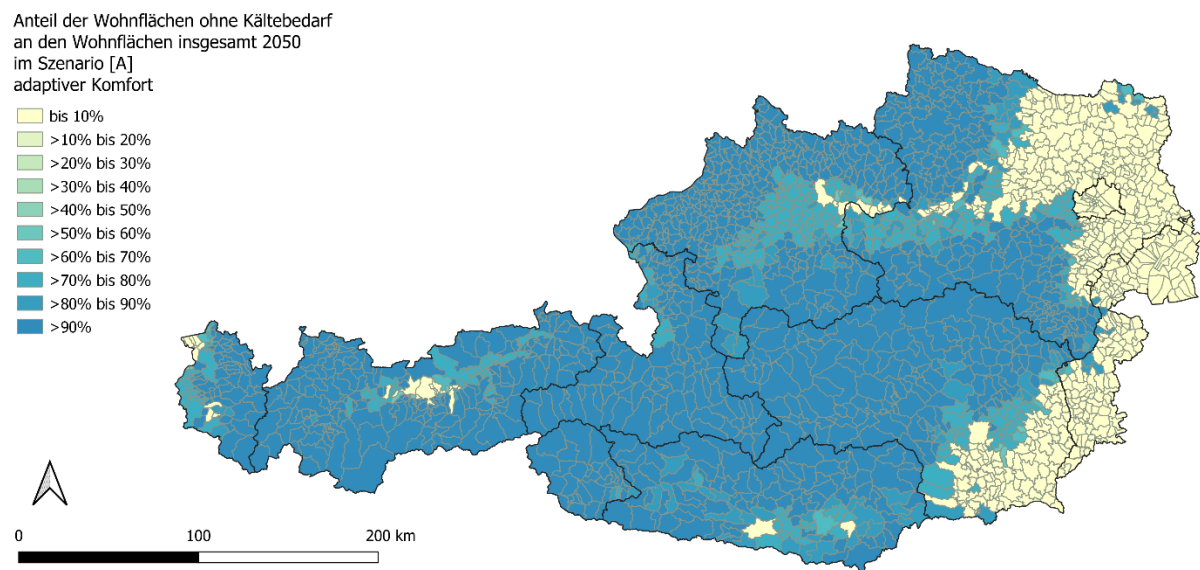 Anteil der Wohnflächen ohne Kältebedarf
an den Wohnflächen insgesamt 2050
im Szenario [A]
adaptiver Komfort
bis 10%
>10% bis 20%
>20% bis 30%
>30% bis 40%
>40% bis 50%
>50% bis 60%
>60% bis 70%
>70% bis 80%
>80% bis 90%
>90%
0 100 200 km